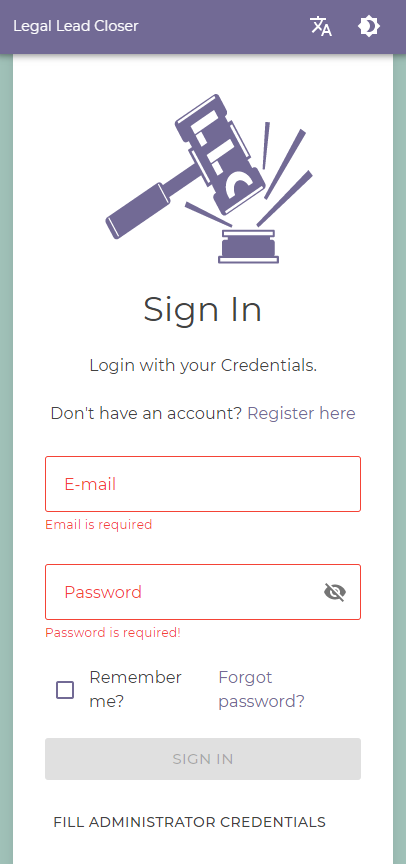 Legal Lead Closer
LLC
Sign In
Login with your Credentials.
Don't have an account? Register here
E-mail
Email is required
Password
Password is required!
Remember me?
Forgot password?
SIGN IN
FILL ADMINISTRATOR CREDENTIALS